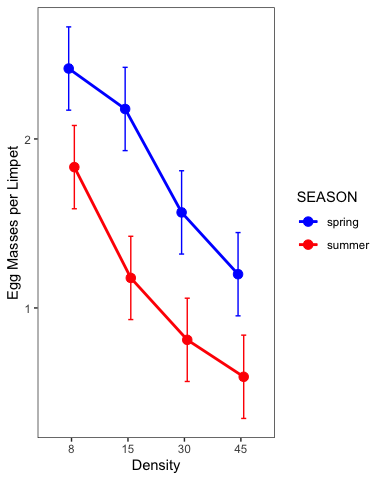 Egg Masses per Limpet
2
1
8 15 30 45
Density
SEASON
spring
summer